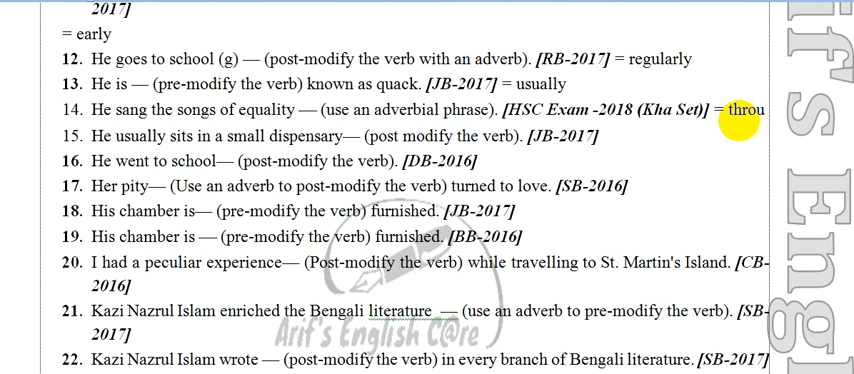 2017]
= early
12. He goes to school (g) — (post-modify the verb with an adverb). [RB-2017] = regularly
13. He is — (pre-modify the verb) known as quack. [JB-2017] = usually
14. He sang the songs of equality — (use an adverbial phrase). [HSC Exam -2018 (Kha Set)] = throu
15. He usually sits in a small dispensary— (post modify the verb). [JB-2017]
16. He went to school— (post-modify the verb). [DB-2016]
17. Her pity— (Use an adverb to post-modify the verb) turned to love. [SB-2016]
18. His chamber is— (pre-modify the verb) furnished. [JB-2017]
19. His chamber is — (pre-modify the verb) furnished. [BB-2016]
20. I had a peculiar experience— (Post-modify the verb) while travelling to St. Martin's Island. [CB-
2016]
21. Kazi Nazrul Islam enriched the Bengali literature — (use an adverb to pre-modify the verb). [SB-
2017]
22. Kazi Nazrul Islam wrote — (post-modify the verb) in every branch of Bengali literature. [SB-2017]
Arif's English C@re
if's Engl